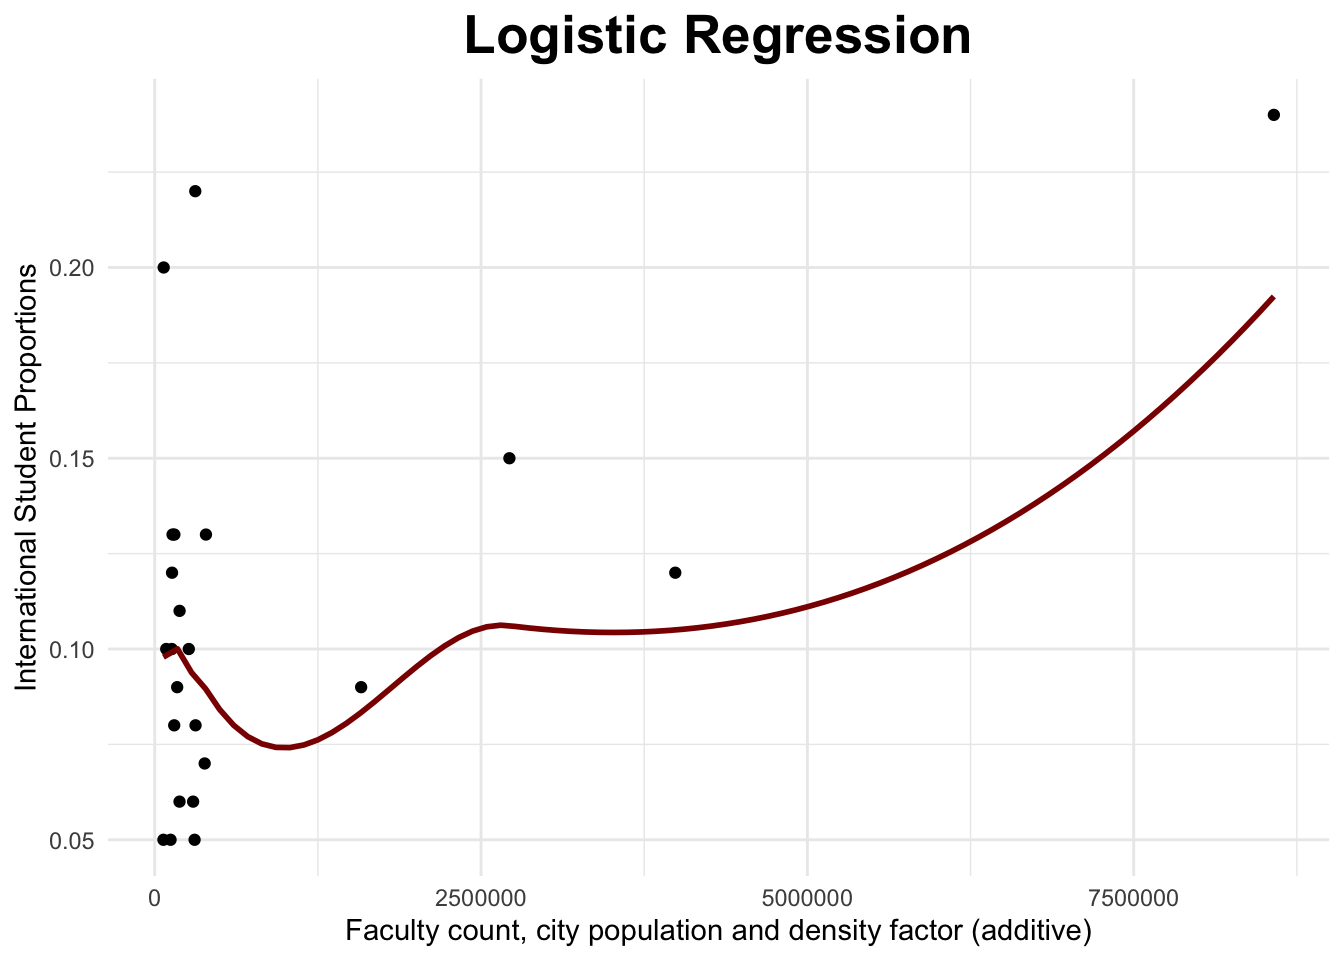 Logistic Regression
International Student Proportions
0.20
0.15
0.10
0.05
0 2500000 5000000 7500000
Faculty count, city population and density factor (additive)